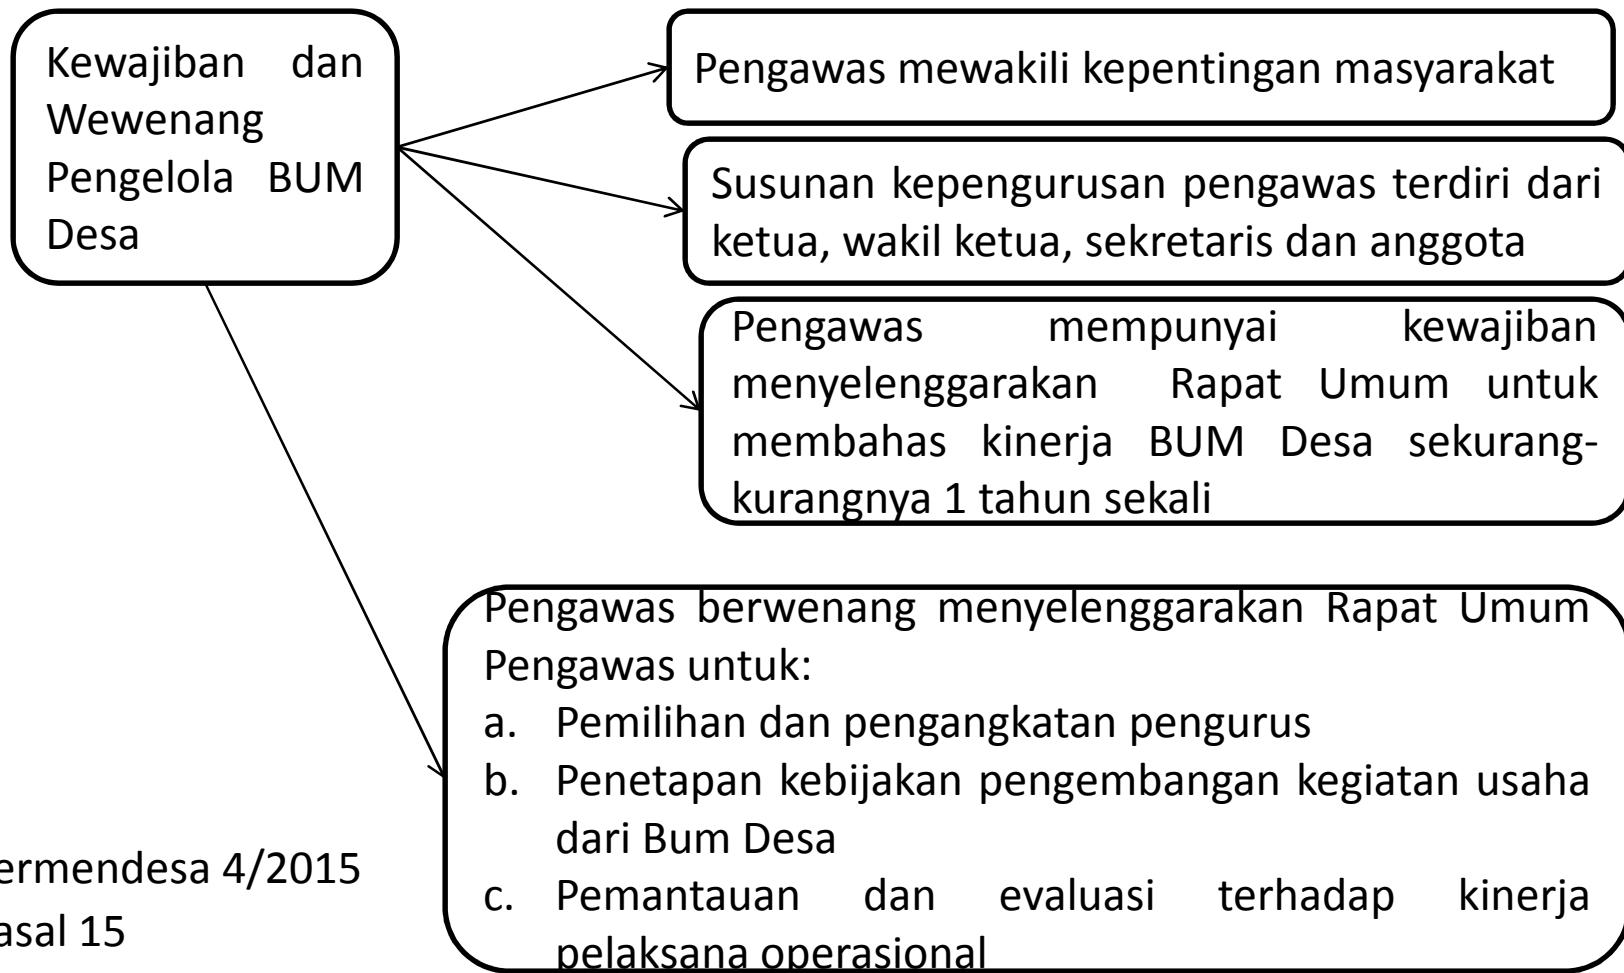 Kewajiban dan
Wewenang
Pengelola BUM
Desa
Pengawas mewakili kepentingan masyarakat
Susunan kepengurusan pengawas terdiri dari
ketua, wakil ketua, sekretaris dan anggota
Pengawas mempunyai kewajiban
menyelenggarakan Rapat Umum untuk
membahas kinerja BUM Desa sekurang-
kurangnya 1 tahun sekali
Pengawas berwenang menyelenggarakan Rapat Umum
Pengawas untuk:
a. Pemilihan dan pengangkatan pengurus
b. Penetapan kebijakan pengembangan kegiatan usaha
dari Bum Desa
c. Pemantauan dan evaluasi terhadap kinerja
pelaksana operasional
ermendesa 4/2015
asal 15